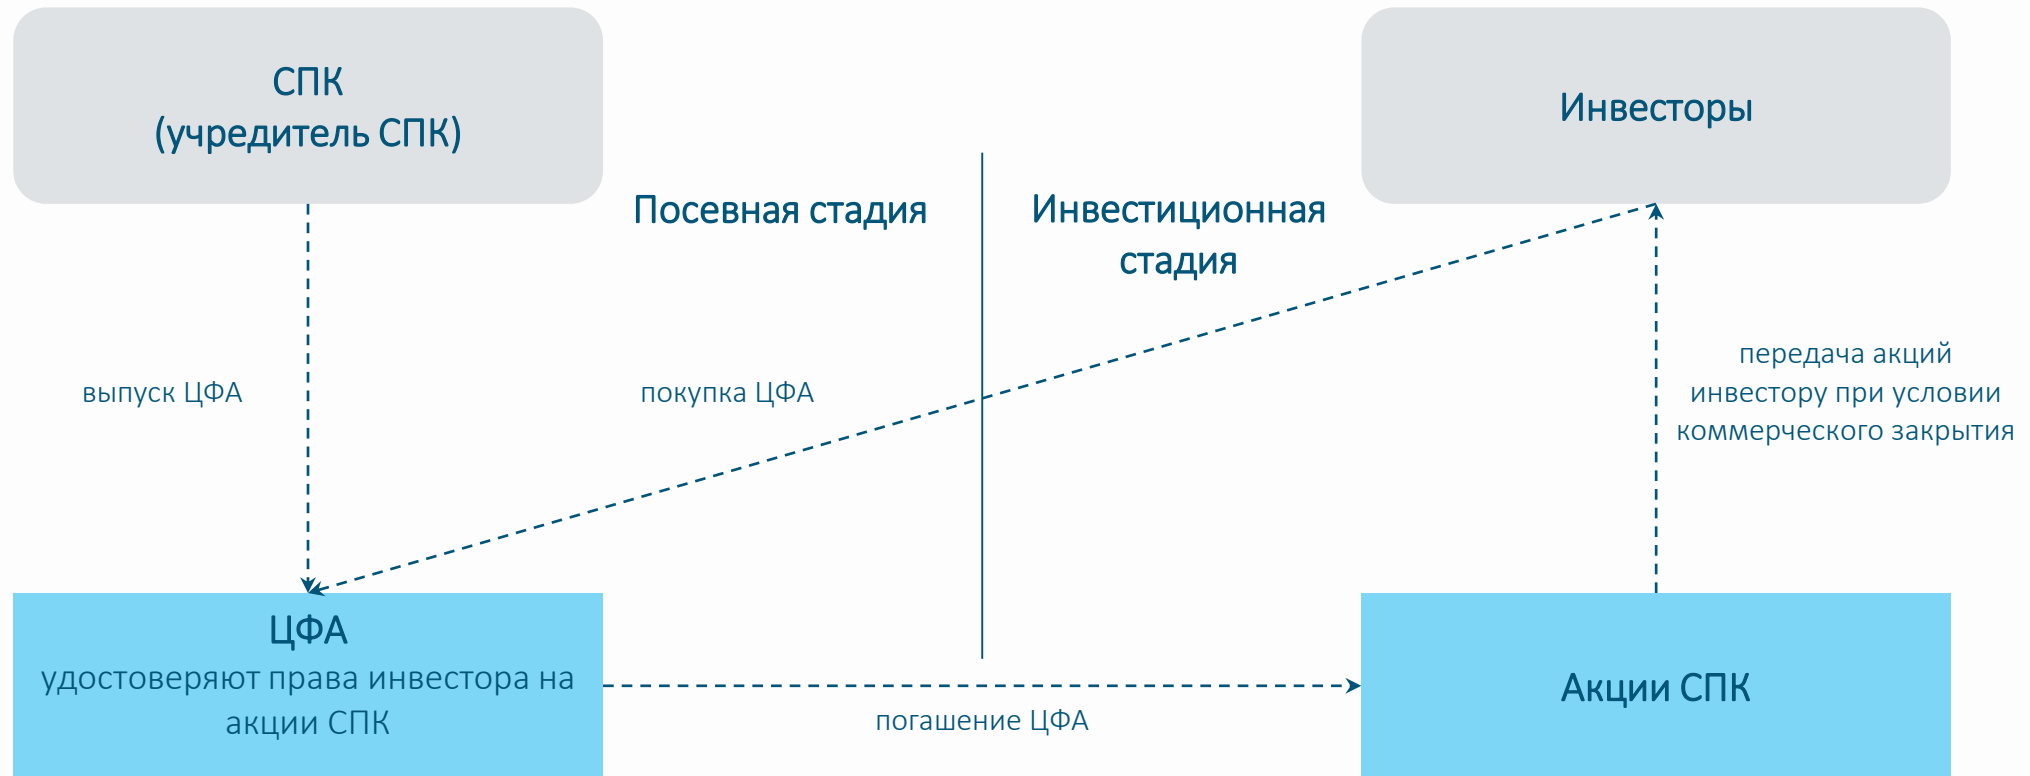 СПК
(учредитель СПК)
Инвесторы
Посевная стадия
Инвестиционная
стадия
выпуск ЦФА
покупка ЦФА
передача акций
инвестору при условии
коммерческого закрытия
ЦФА
удостоверяют права инвестора на
акции СПК
погашение ЦФА
Акции СПК